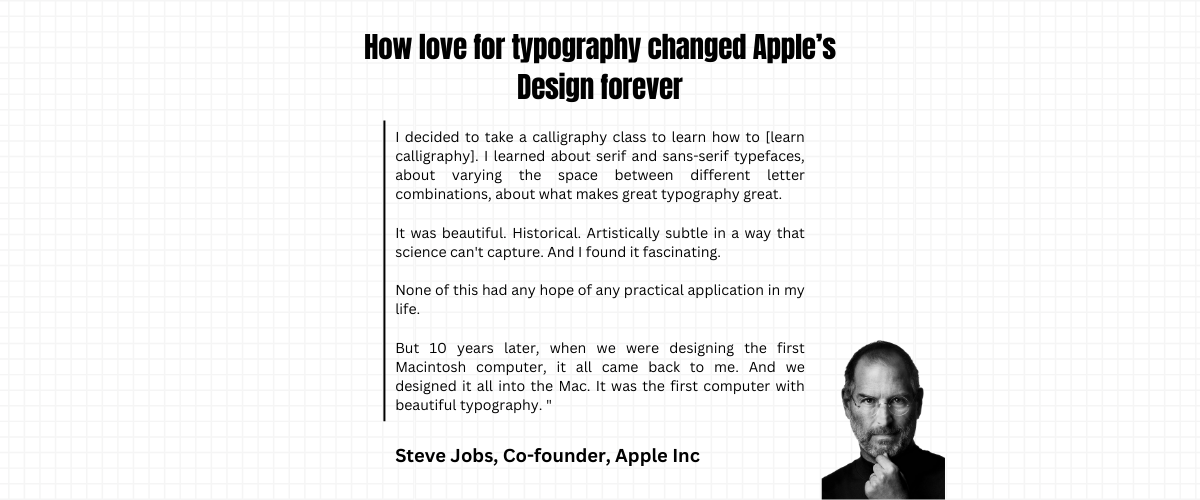 How love for typography changed Apple’s
Design forever
I decided to take a calligraphy class to learn how to [learn
calligraphy]. I learned about serif and sans-serif typefaces,
about varying the space between different letter
combinations, about what makes great typography great.
It was beautiful. Historical. Artistically subtle in a way that
science can't capture. And I found it fascinating.
None of this had any hope of any practical application in my
life.
But 10 years later, when we were designing the first
Macintosh computer, it all came back to me. And we
designed it all into the Mac. It was the first computer with
beautiful typography. "
Steve Jobs, Co-founder, Apple Inc